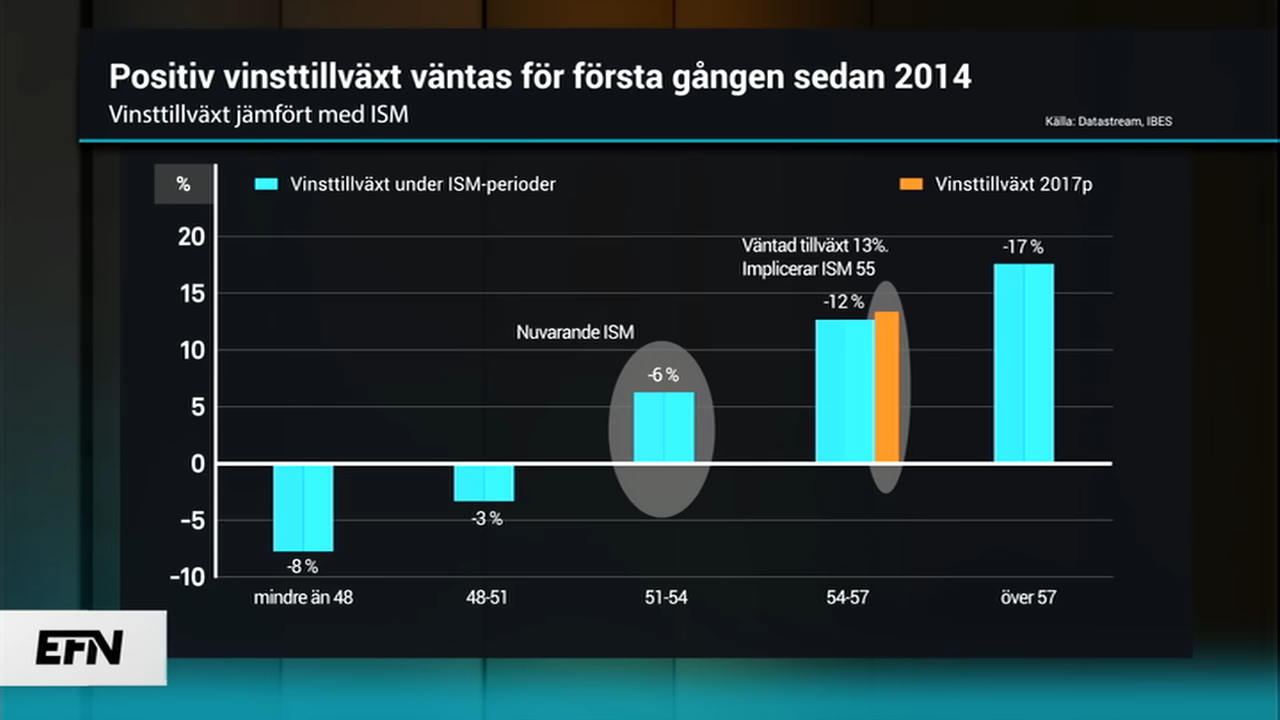 Positiv vinsttillväxt väntas för första gången sedan 2014
Vinsttillväxt jämfört med ISM
Källa: Datastream, IBES
%
Vinsttillväxt under ISM-perioder
Vinsttillväxt 2017p
20
15
10
5
0
-5
-10
Väntad tillväxt 13%.
Implicerar ISM 55
Nuvarande ISM
-8 %
-3 %
-6 %
-12 %
-17 %
mindre än 48
48-51
51-54
54-57
över 57
EFN